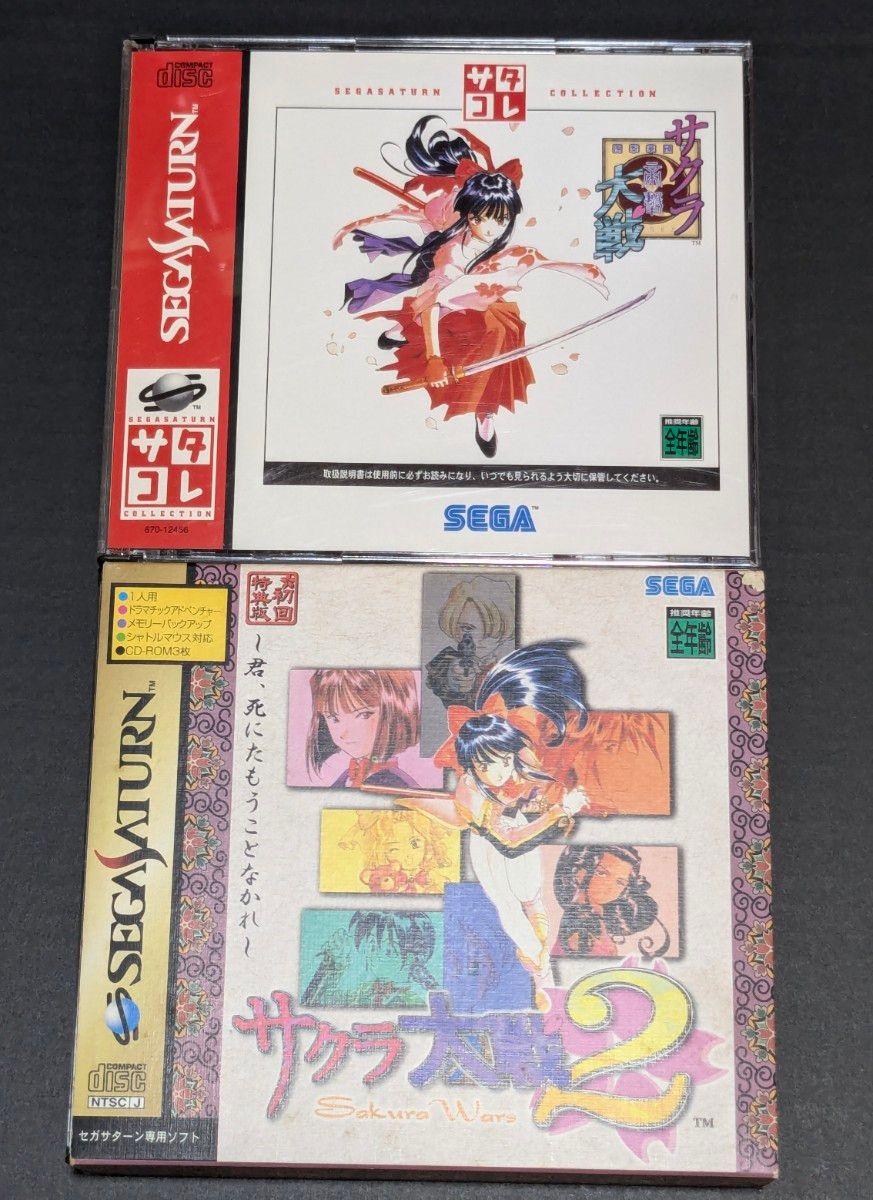 COMPACT
disc
SEGASATURN™
SEGASATURN
サタ
コレ
COLLECTION
670-12456
SEGASATURN
サタ
コレ
COLLECTION
サクラ
大戦
™
推奨年齢
全年齢
取扱説明書は使用前に必ずお読みになり、いつでも見られるよう大切に保管してください。
SEGA™
●1人用
●ドラマチックアドベンチャー
●メモリーバックアップ
●シャトルマウス対応
●CD-ROM3枚
SEGASATURN™
COMPACT
disc
NTSC J
セガサターン専用ソフト
初回
特典版
SEGA
推奨年齢
全年齢
~君、死にたもうことなかれ~
サクラ大戦2
Sakura Wars
™